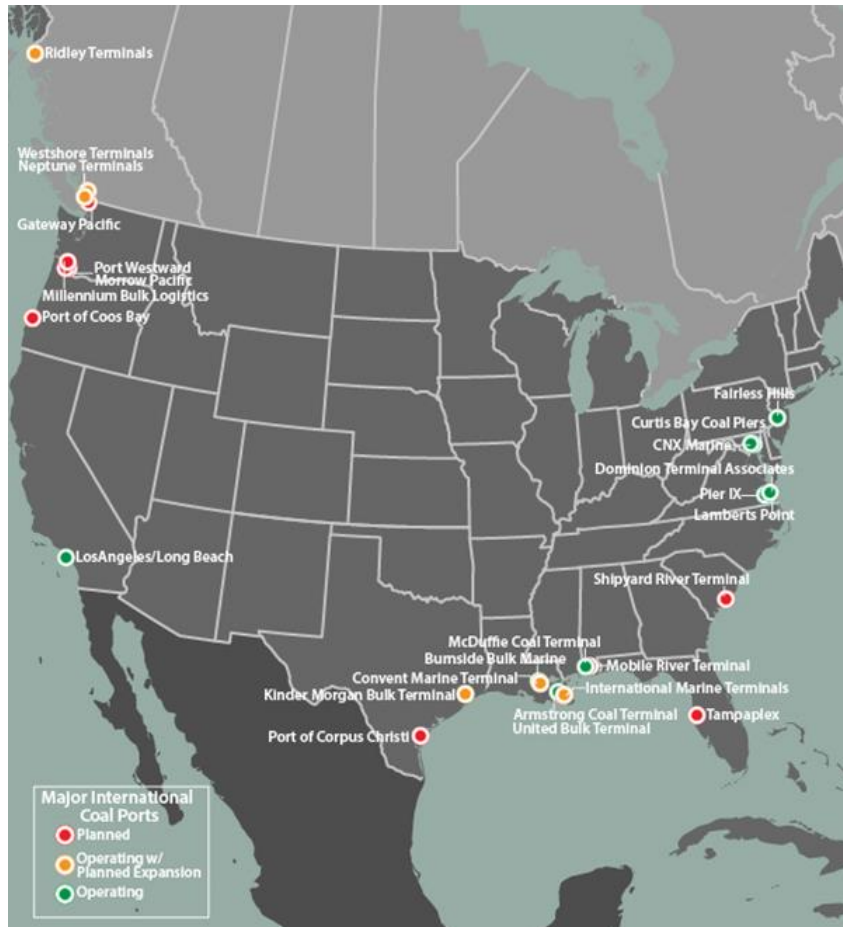 Ridley Terminals
Westshore Terminals
Neptune Terminals
Gateway Pacific
Port Westward
Morrow Pacific
Millennium Bulk Logistics
Port of Coos Bay
Fairless Hills
Curtis Bay Coal Piers
CNX Marine
Dominion Terminal Associates
Pier IX
Lamberts Point
LosAngeles/Long Beach
Shipyard River Terminal
McDuffie Coal Terminal
Burnside Bulk Marine
Mobile River Terminal
Convent Marine Terminal
International Marine Terminals
Kinder Morgan Bulk Terminal
Armstrong Coal Terminal
United Bulk Terminal
Tampaplex
Port of Corpus Christi
Major International
Coal Ports
Planned
Operating w/
Planned Expansion
Operating